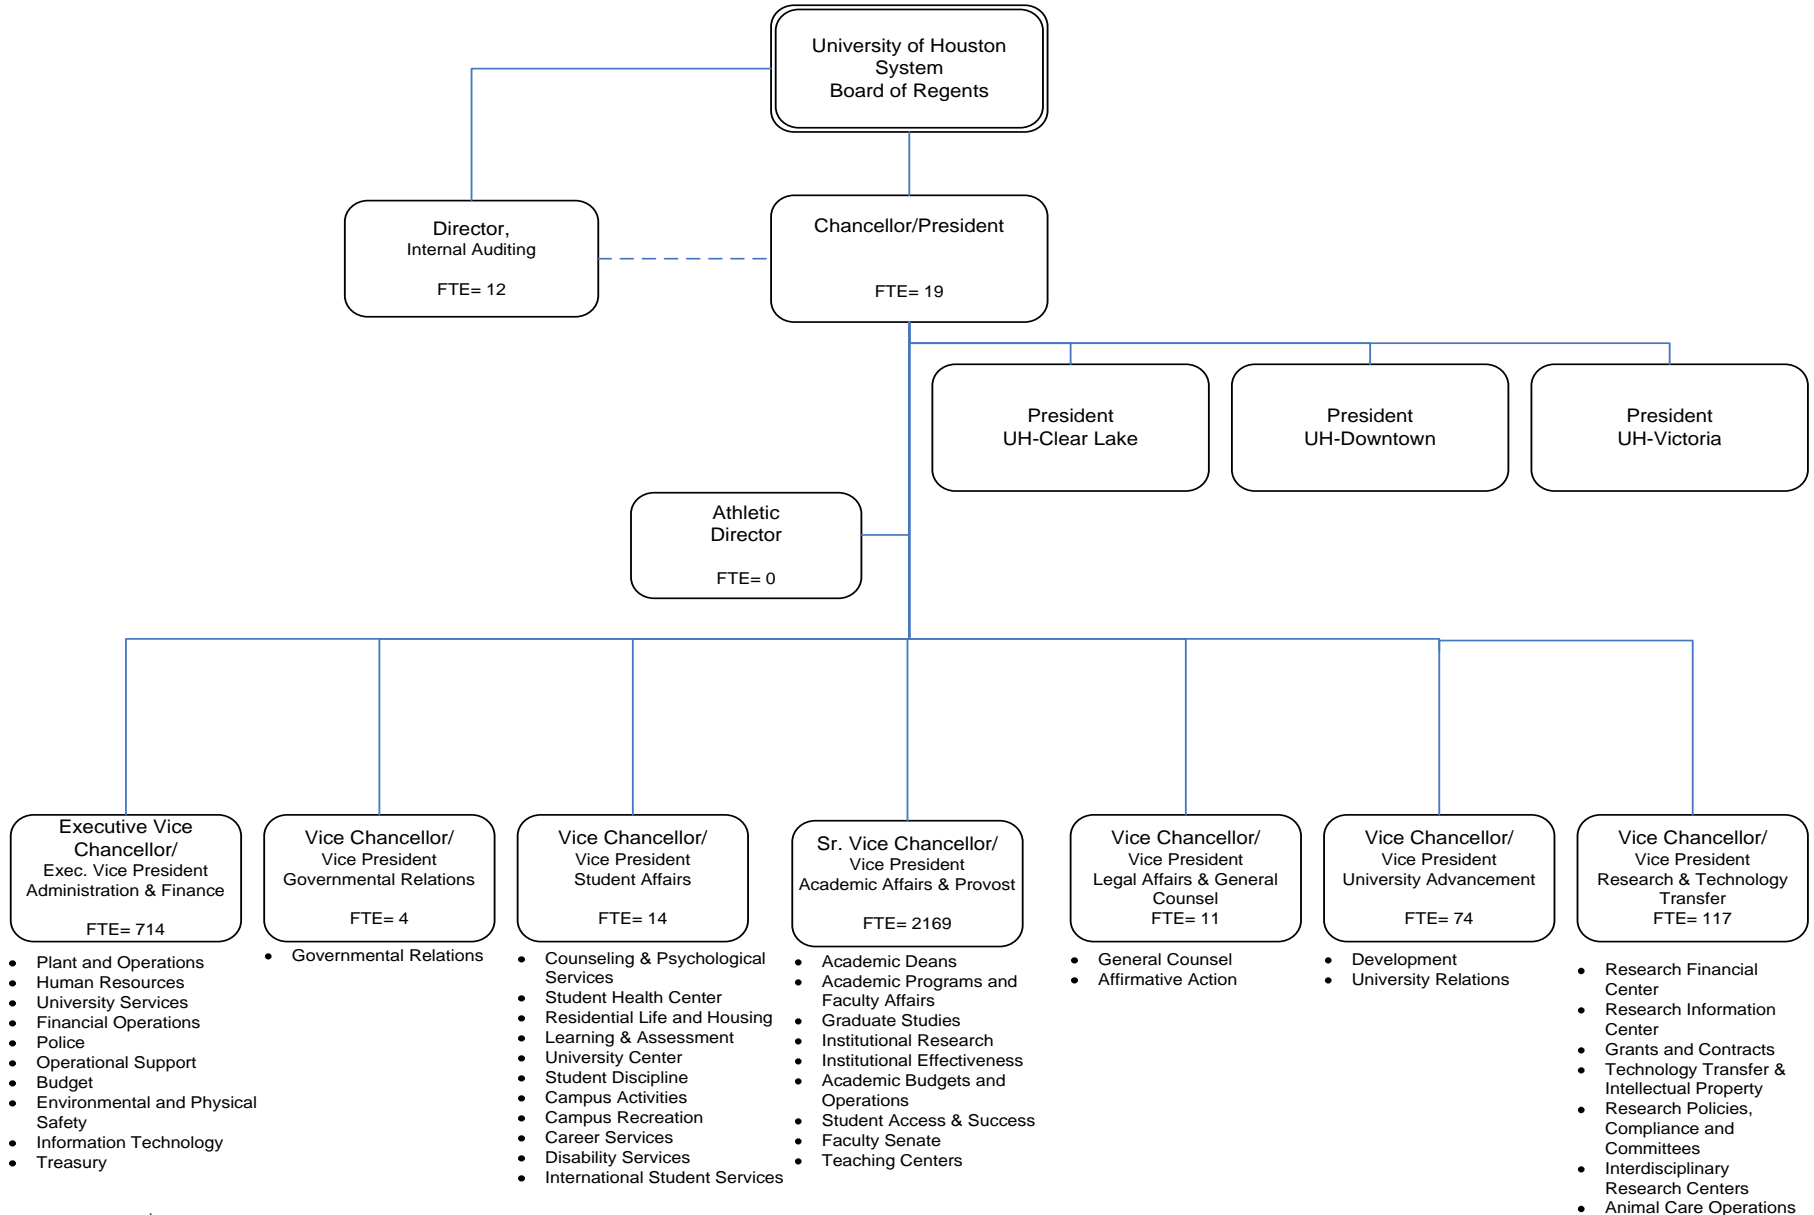 University of Houston
System
Board of Regents
Director,
Internal Auditing
FTE= 12
Chancellor/President
FTE= 19
President
UH-Clear Lake
President
UH-Downtown
President
UH-Victoria
Athletic
Director
FTE= 0
Executive Vice
Chancellor/
Exec. Vice President
Administration & Finance
FTE= 714
• Plant and Operations
• Human Resources
• University Services
• Financial Operations
• Police
• Operational Support
• Budget
• Environmental and Physical
Safety
• Information Technology
• Treasury
Vice Chancellor/
Vice President
Governmental Relations
FTE= 4
• Governmental Relations
Vice Chancellor/
Vice President
Student Affairs
FTE= 14
• Counseling & Psychological
Services
• Student Health Center
• Residential Life and Housing
• Learning & Assessment
• University Center
• Student Discipline
• Campus Activities
• Campus Recreation
• Career Services
• Disability Services
• International Student Services
Sr. Vice Chancellor/
Vice President
Academic Affairs & Provost
FTE= 2169
• Academic Deans
• Academic Programs and
Faculty Affairs
• Graduate Studies
• Institutional Research
• Institutional Effectiveness
• Academic Budgets and
Operations
• Student Access & Success
• Faculty Senate
• Teaching Centers
Vice Chancellor/
Vice President
Legal Affairs & General
Counsel
FTE= 11
• General Counsel
• Affirmative Action
Vice Chancellor/
Vice President
University Advancement
FTE= 74
• Development
• University Relations
Vice Chancellor/
Vice President
Research & Technology
Transfer
FTE= 117
• Research Financial
Center
• Research Information
Center
• Grants and Contracts
• Technology Transfer &
Intellectual Property
• Research Policies,
Compliance and
Committees
• Interdisciplinary
Research Centers
• Animal Care Operations